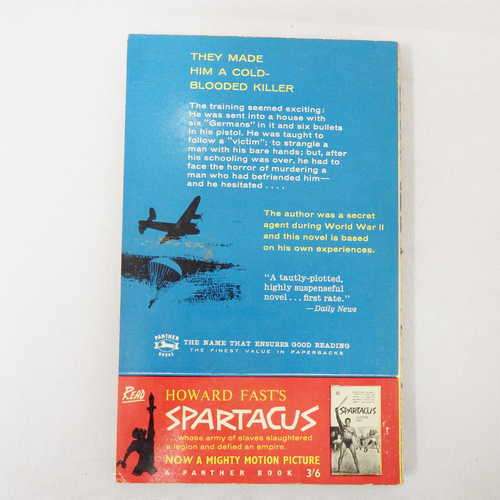 THEY MADE
HIM A COLD-
BLOODED KILLER
The training seemed exciting:
He was sent into a house with
six "Germans" in it and six bullets
in his pistol. He was taught to
follow a "victim"; to strangle a
man with his bare hands; but, after
his schooling was over, he had to
face the horror of murdering a
man who had befriended him—
and he hesitated . . . .
The author was a secret
agent during World War II
and this novel is based
on his own experiences.
"A tautly-plotted,
highly suspenseful
novel . . . first rate."
—Daily News
PANTHER
BOOKS
THE NAME THAT ENSURES GOOD READING
THE FINEST VALUE IN PAPERBACKS
READ
HOWARD FAST'S
SPARTACUS
... whose army of slaves slaughtered
a legion and defied an empire.
NOW A MIGHTY MOTION PICTURE
A PANTHER BOOK 3'6
SPARTACUS